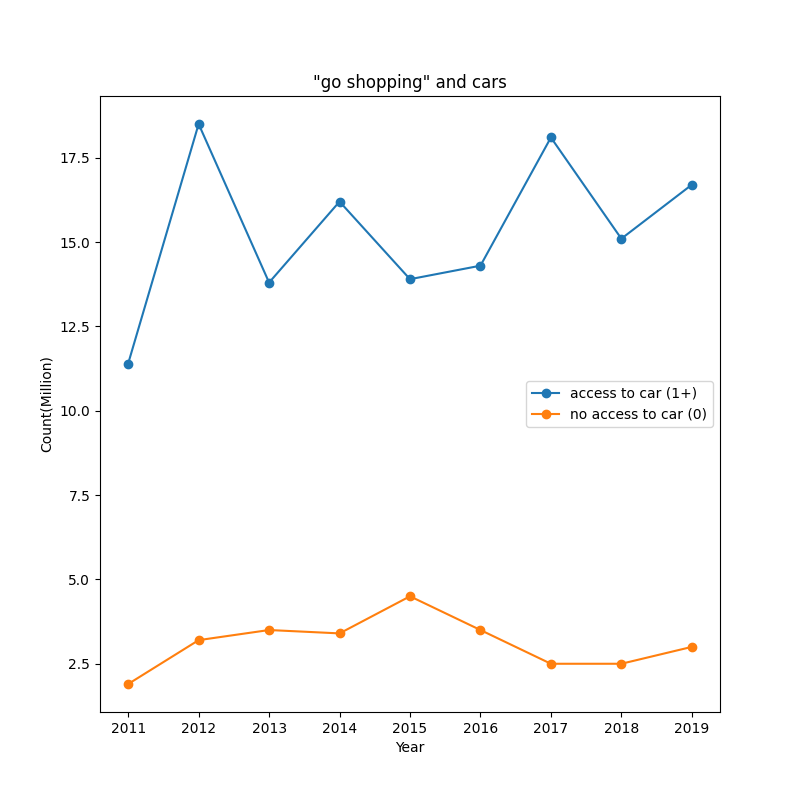 "go shopping" and cars
Count(Million)
17.5
15.0
12.5
10.0
7.5
5.0
2.5
access to car (1+)
no access to car (0)
2011 2012 2013 2014 2015 2016 2017 2018 2019
Year